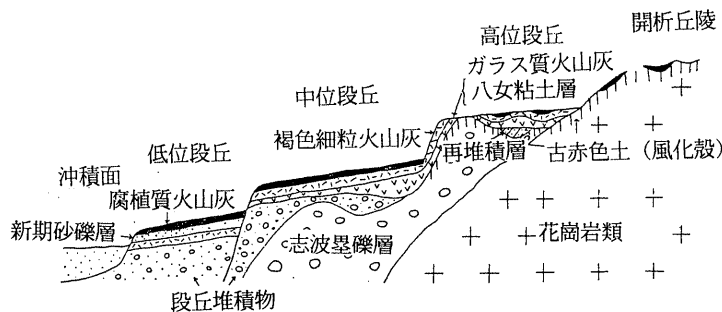 開析丘陵
高位段丘
ガラス質火山灰
八女粘土層
中位段丘
褐色細粒火山灰
再堆積層
古赤色土（風化殻）
低位段丘
沖積面
腐植質火山灰
新期砂礫層
志波塁礫層
花崗岩類
段丘堆積物